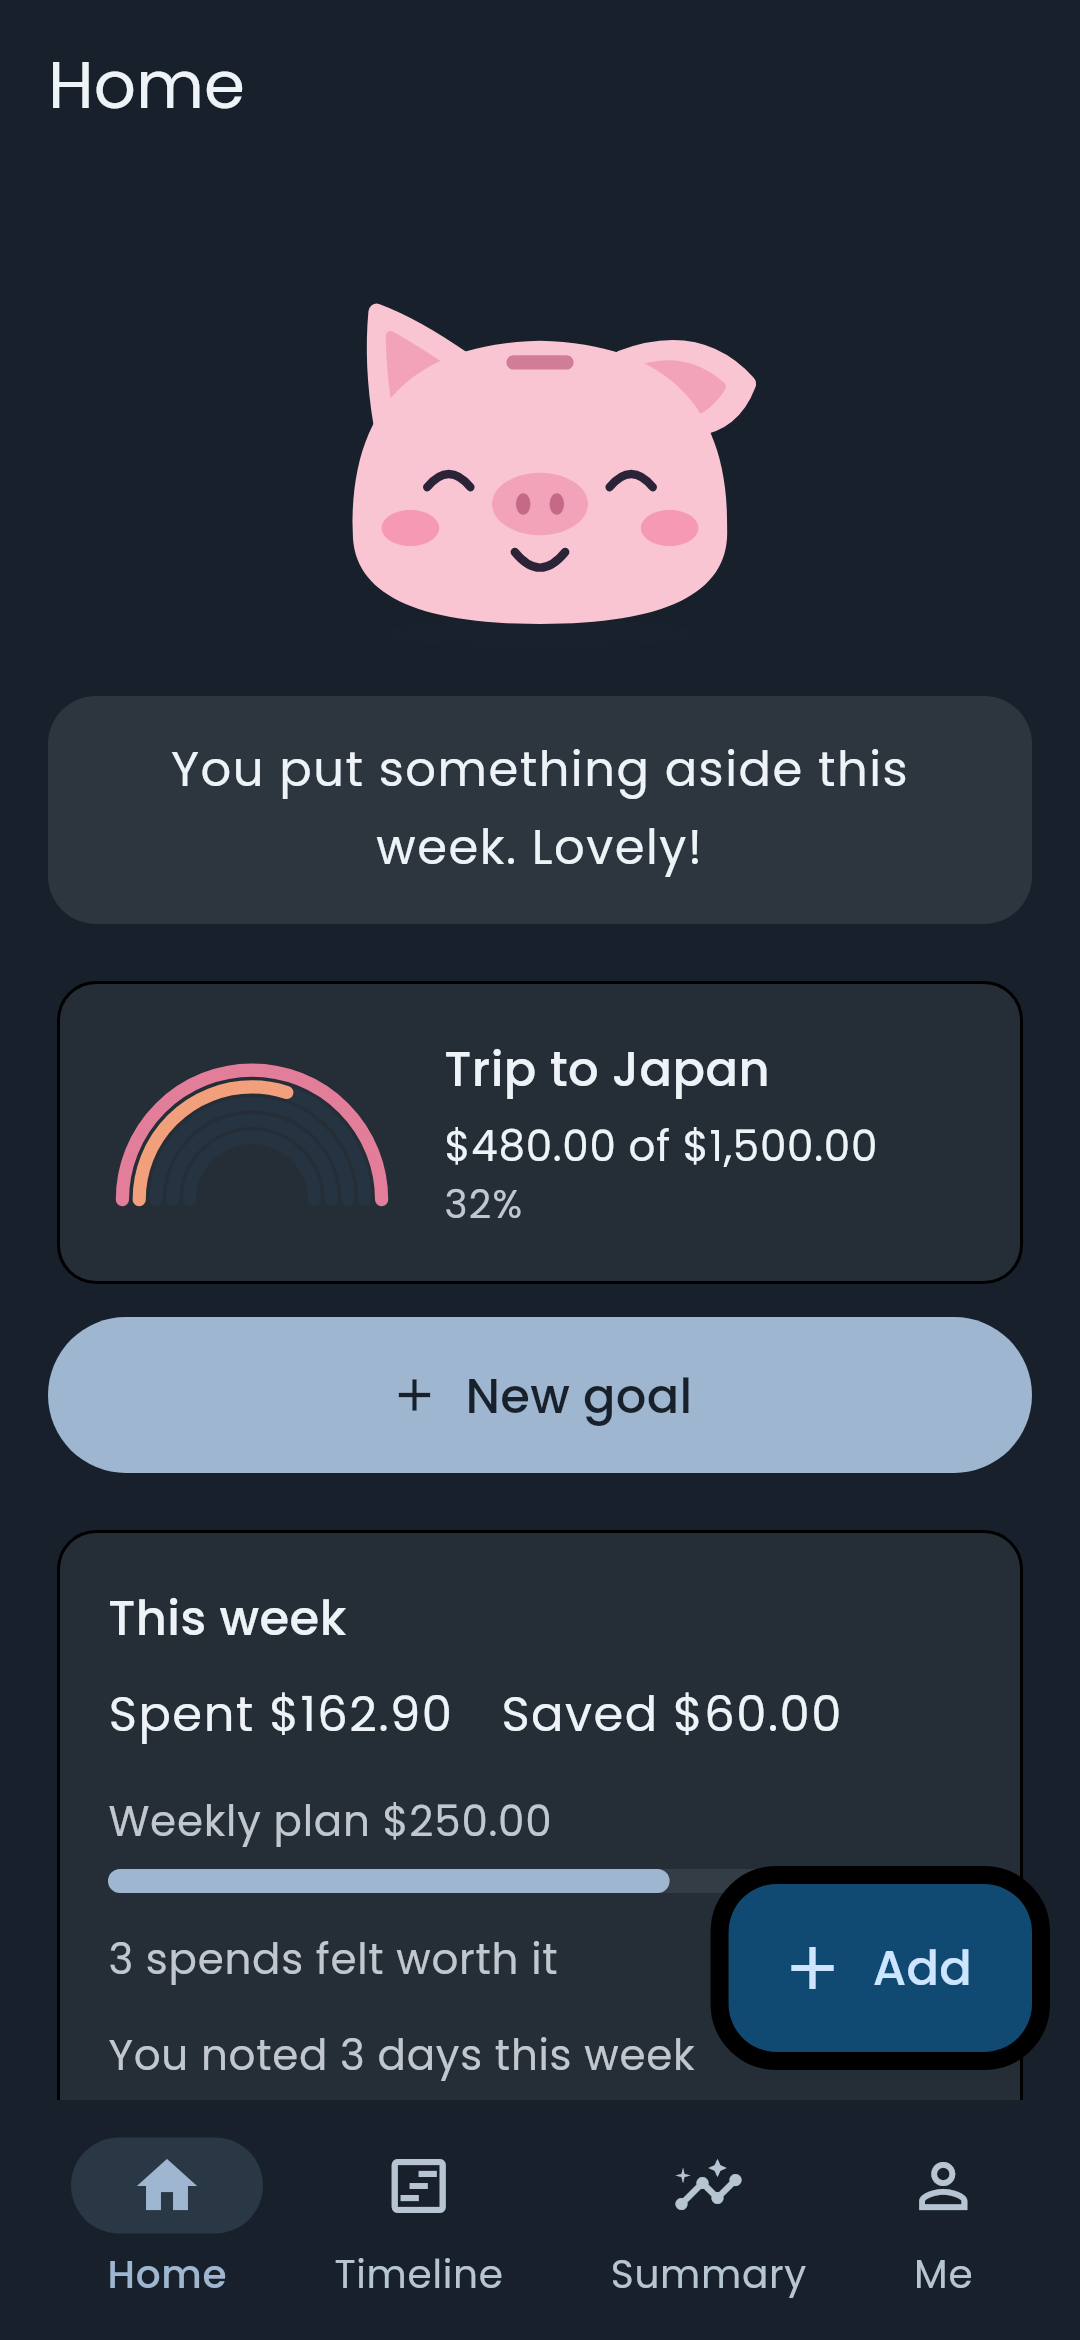 Home
You put something aside this
week. Lovely!
Trip to Japan
$480.00 of $1,500.00
32%
New goal
This week
Spent $162.90 Saved $60.00
Weekly plan $250.00
3 spends felt worth it
Add
You noted 3 days this week
Home Timeline Summary Me